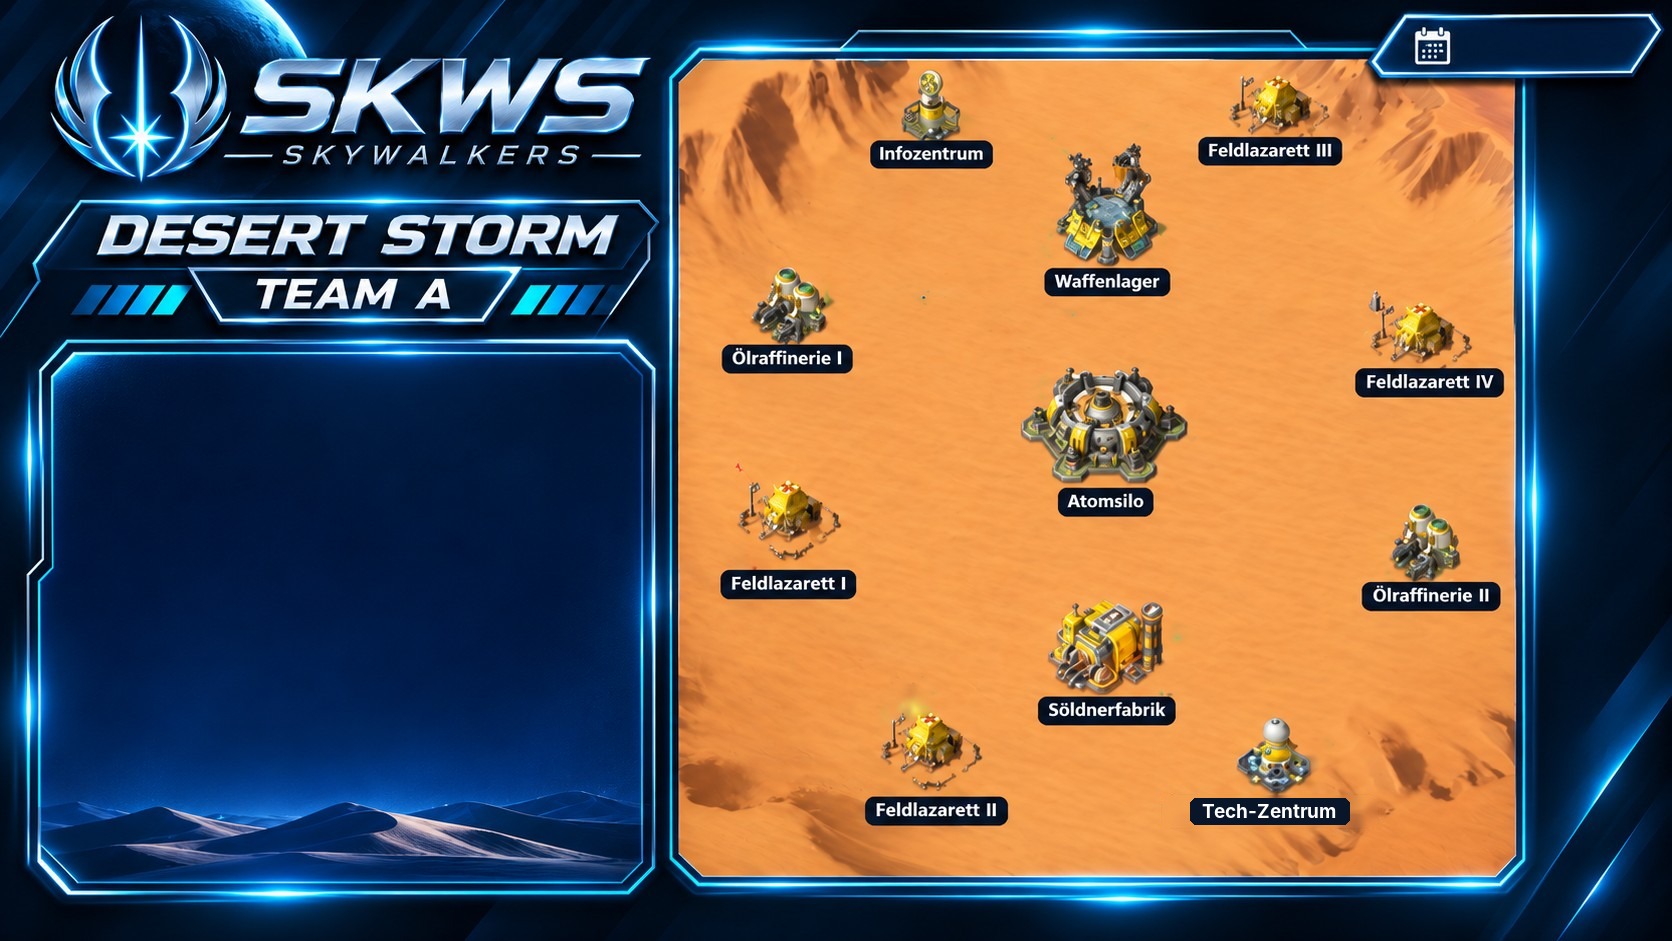 SKWS
SKYWALKERS
DESERT STORM
TEAM A
Infozentrum
Feldlazarett III
Waffenlager
Ölraffinerie I
Feldlazarett IV
Atomsilo
Feldlazarett I
Ölraffinerie II
Söldnerfabrik
Feldlazarett II
Tech-Zentrum